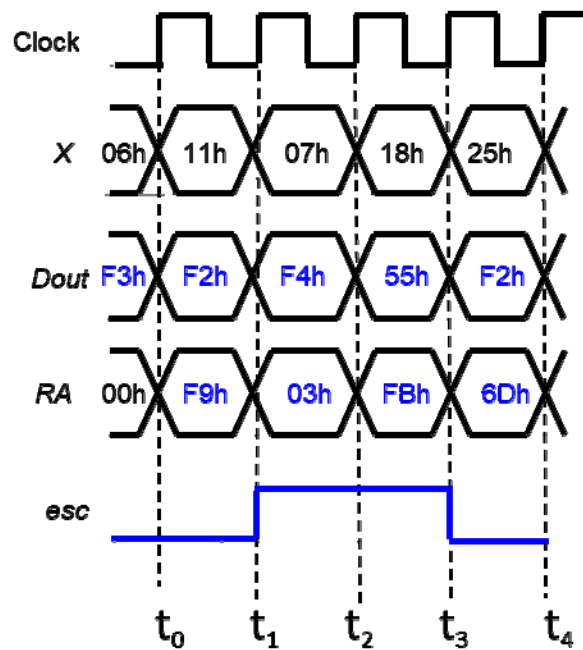 Clock
X 06h 11h 07h 18h 25h
Dout F3h F2h F4h 55h F2h
RA 00h F9h 03h FBh 6Dh
esc
t0 t1 t2 t3 t4